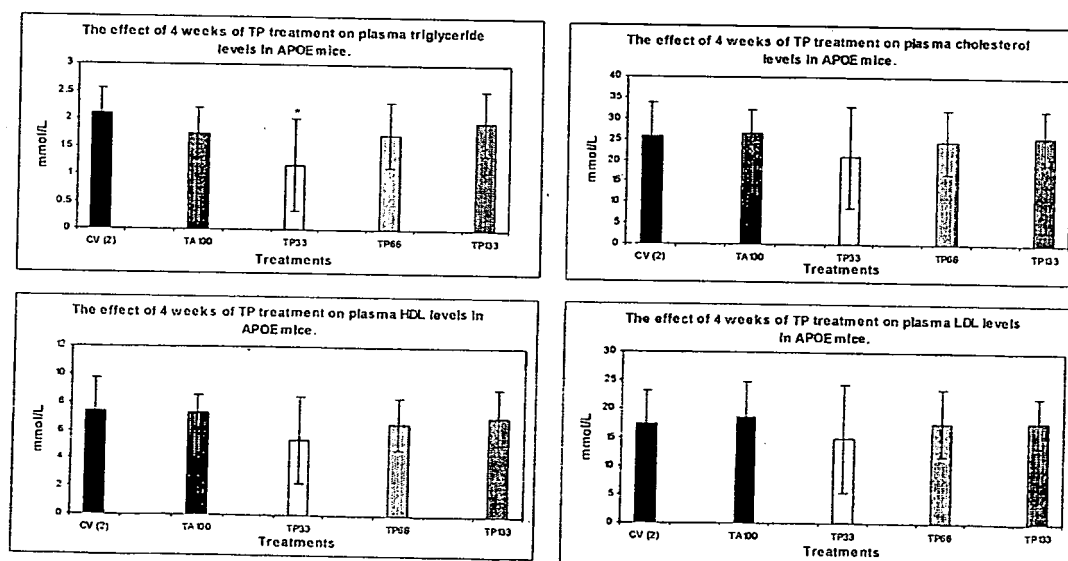 The effect of 4 weeks of TP treatment on plasma triglyceride
levels in APOE mice.
3
2.5
2
1.5
1
0.5
0
mmol/L
*
CV (2) TA100 TP33 TP66 TP133
Treatments
The effect of 4 weeks of TP treatment on plasma cholesterol
levels in APOE mice.
40
35
30
25
20
15
10
5
0
mmol/L
CV (2) TA100 TP33 TP66 TP133
Treatments
The effect of 4 weeks of TP treatment on plasma HDL levels in
APOE mice.
12
10
8
6
4
2
0
mmol/L
CV (2) TA100 TP33 TP66 TP133
Treatments
The effect of 4 weeks of TP treatment on plasma LDL levels
in APOE mice.
30
25
20
15
10
5
0
mmol/L
CV (2) TA100 TP33 TP66 TP133
Treatments